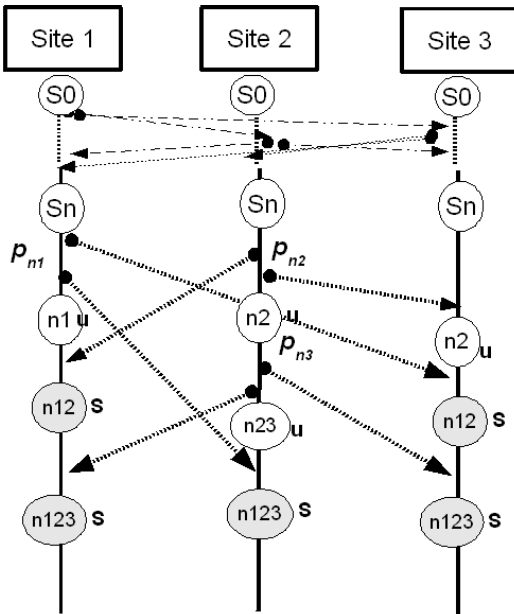 Site 1 Site 2 Site 3
S0 S0 S0
Sn Sn Sn
pn1 pn2
n1 u n2 u
n2 u
pn3
n12 s n12 s
n23 u
n123 s n123 s n123 s